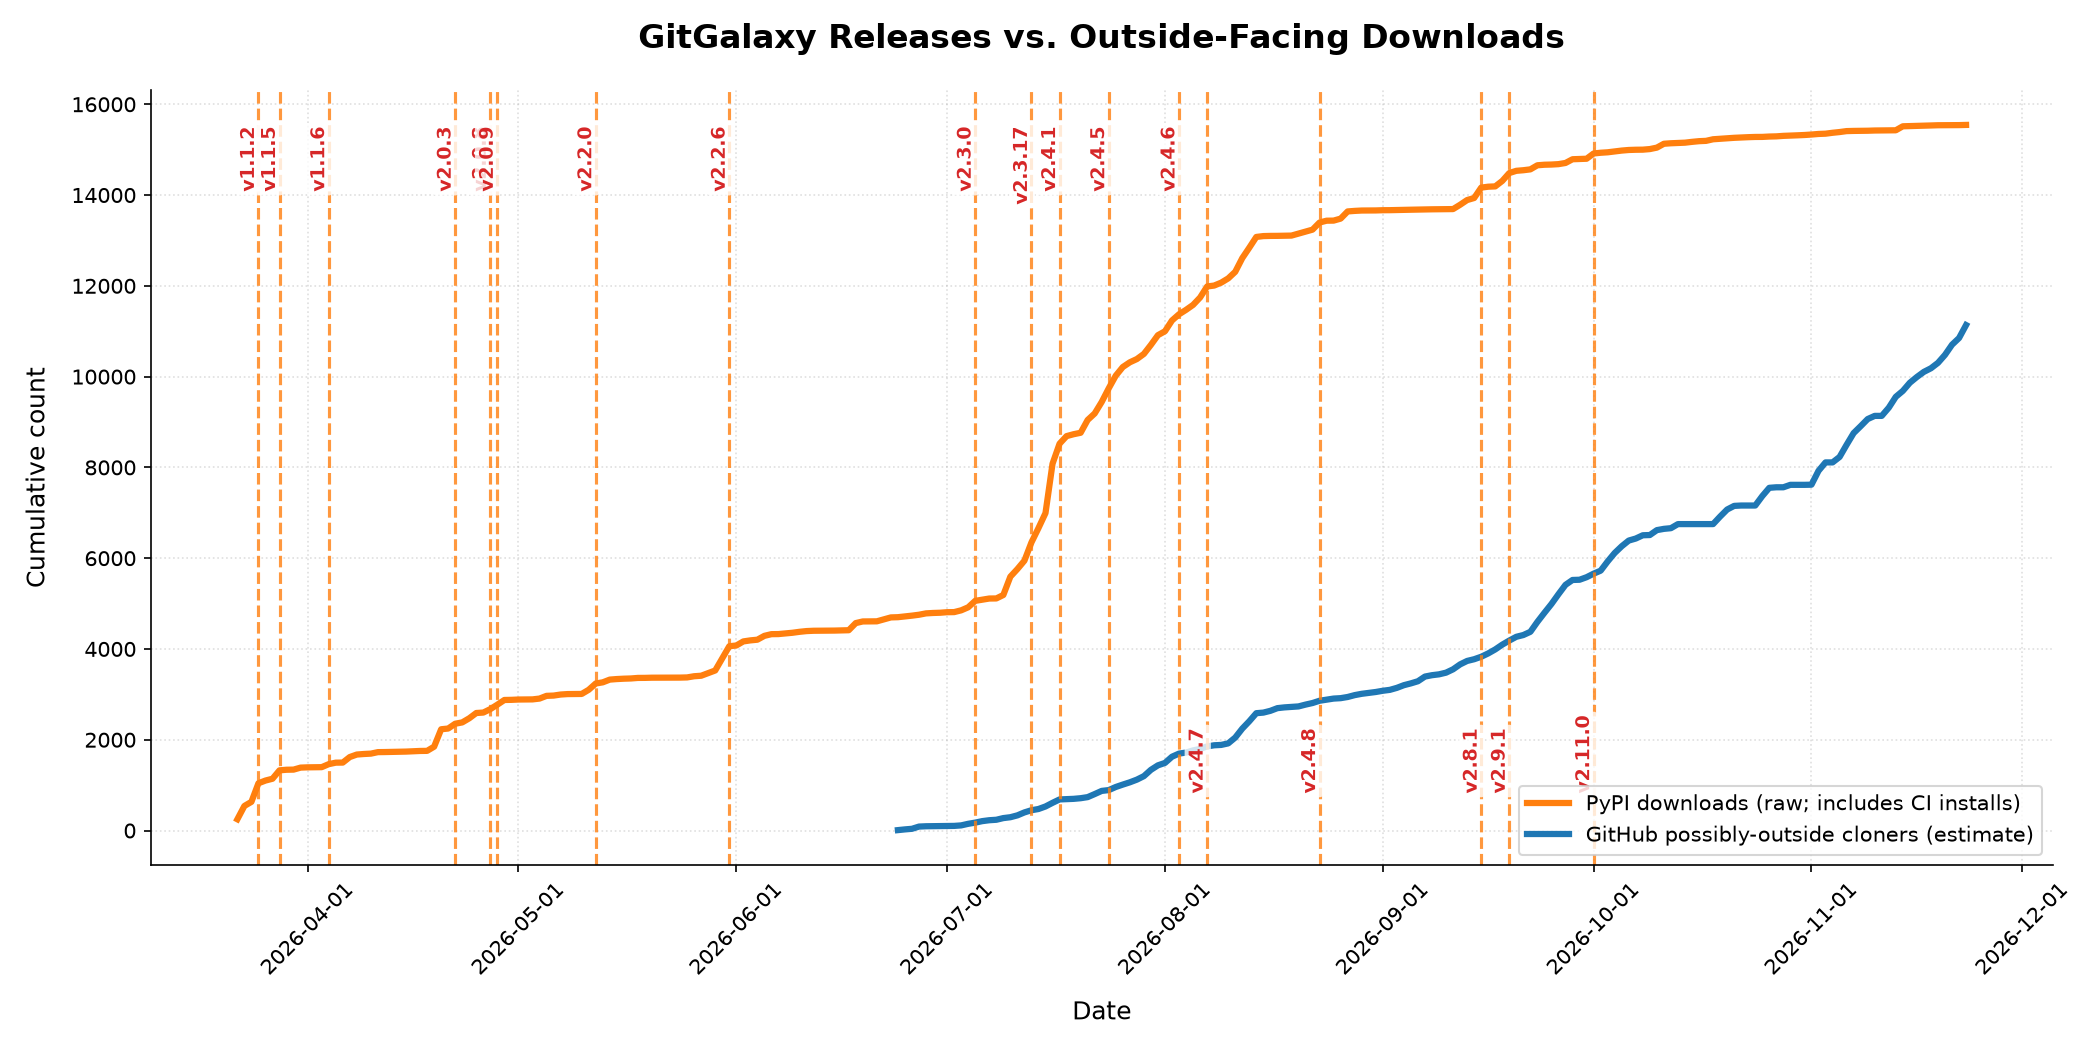 GitGalaxy Releases vs. Outside-Facing Downloads
Cumulative count
16000
14000
12000
10000
8000
6000
4000
2000
0
v1.1.2
v1.1.5
v1.1.6
v2.0.3
v2.0.9
v2.2.0
v2.2.6
v2.3.0
v2.3.17
v2.4.1
v2.4.5
v2.4.6
v2.4.7
v2.4.8
v2.8.1
v2.9.1
v2.11.0
PyPI downloads (raw; includes CI installs)
GitHub possibly-outside cloners (estimate)
2026-04-01
2026-05-01
2026-06-01
2026-07-01
2026-08-01
2026-09-01
2026-10-01
2026-11-01
2026-12-01
Date